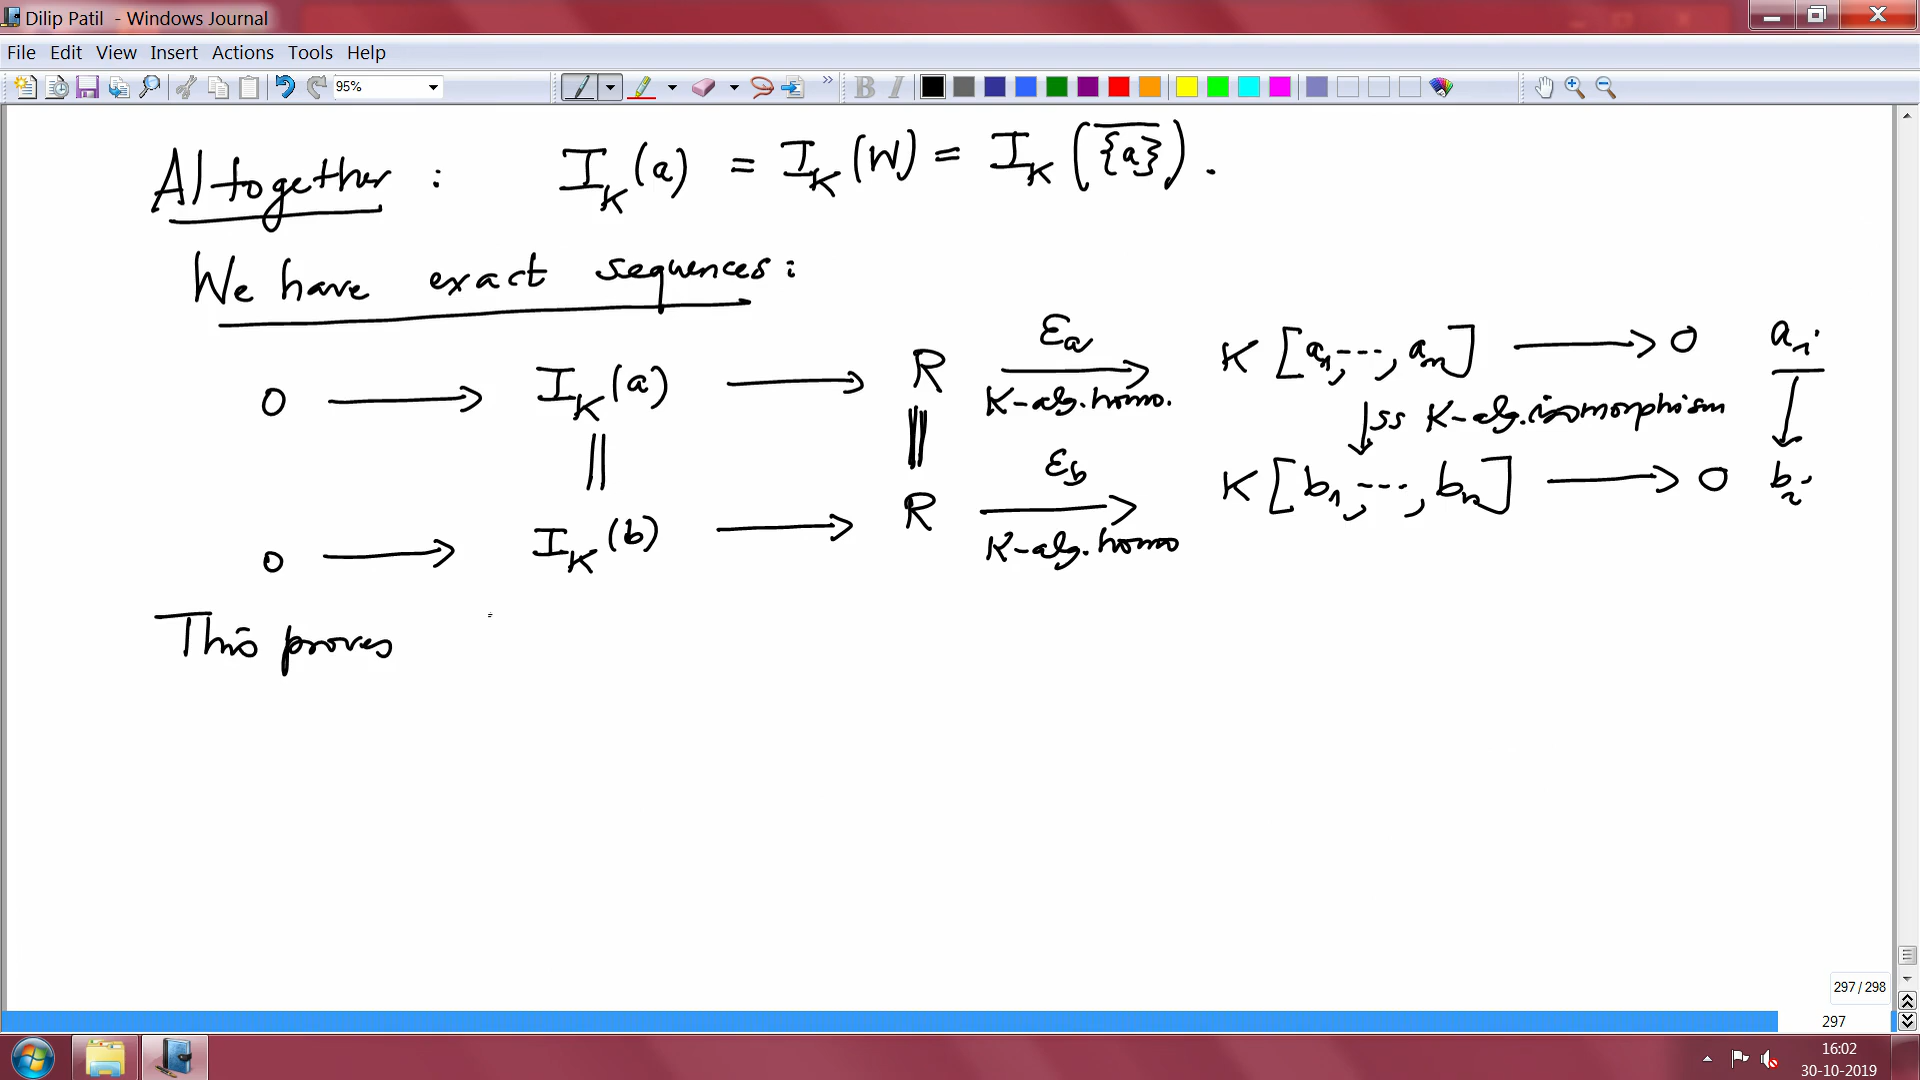 Dilip Patil - Windows Journal
File Edit View Insert Actions Tools Help
95%
Altogether : I_K(a) = I_K(W) = I_K(\overline{{a}}).
We have exact sequences:
0 ⟶ I_K(a) ⟶ R ⟶ K[a_1,...,a_n] ⟶ 0 a_i
ε_a
K-alg. homo.
|| || ↓ ss K-alg. isomorphism ↓
0 ⟶ I_K(b) ⟶ R ⟶ K[b_1,...,b_n] ⟶ 0 b_i
ε_b
K-alg. homo
This proves
297 / 298
297
16:02
30-10-2019